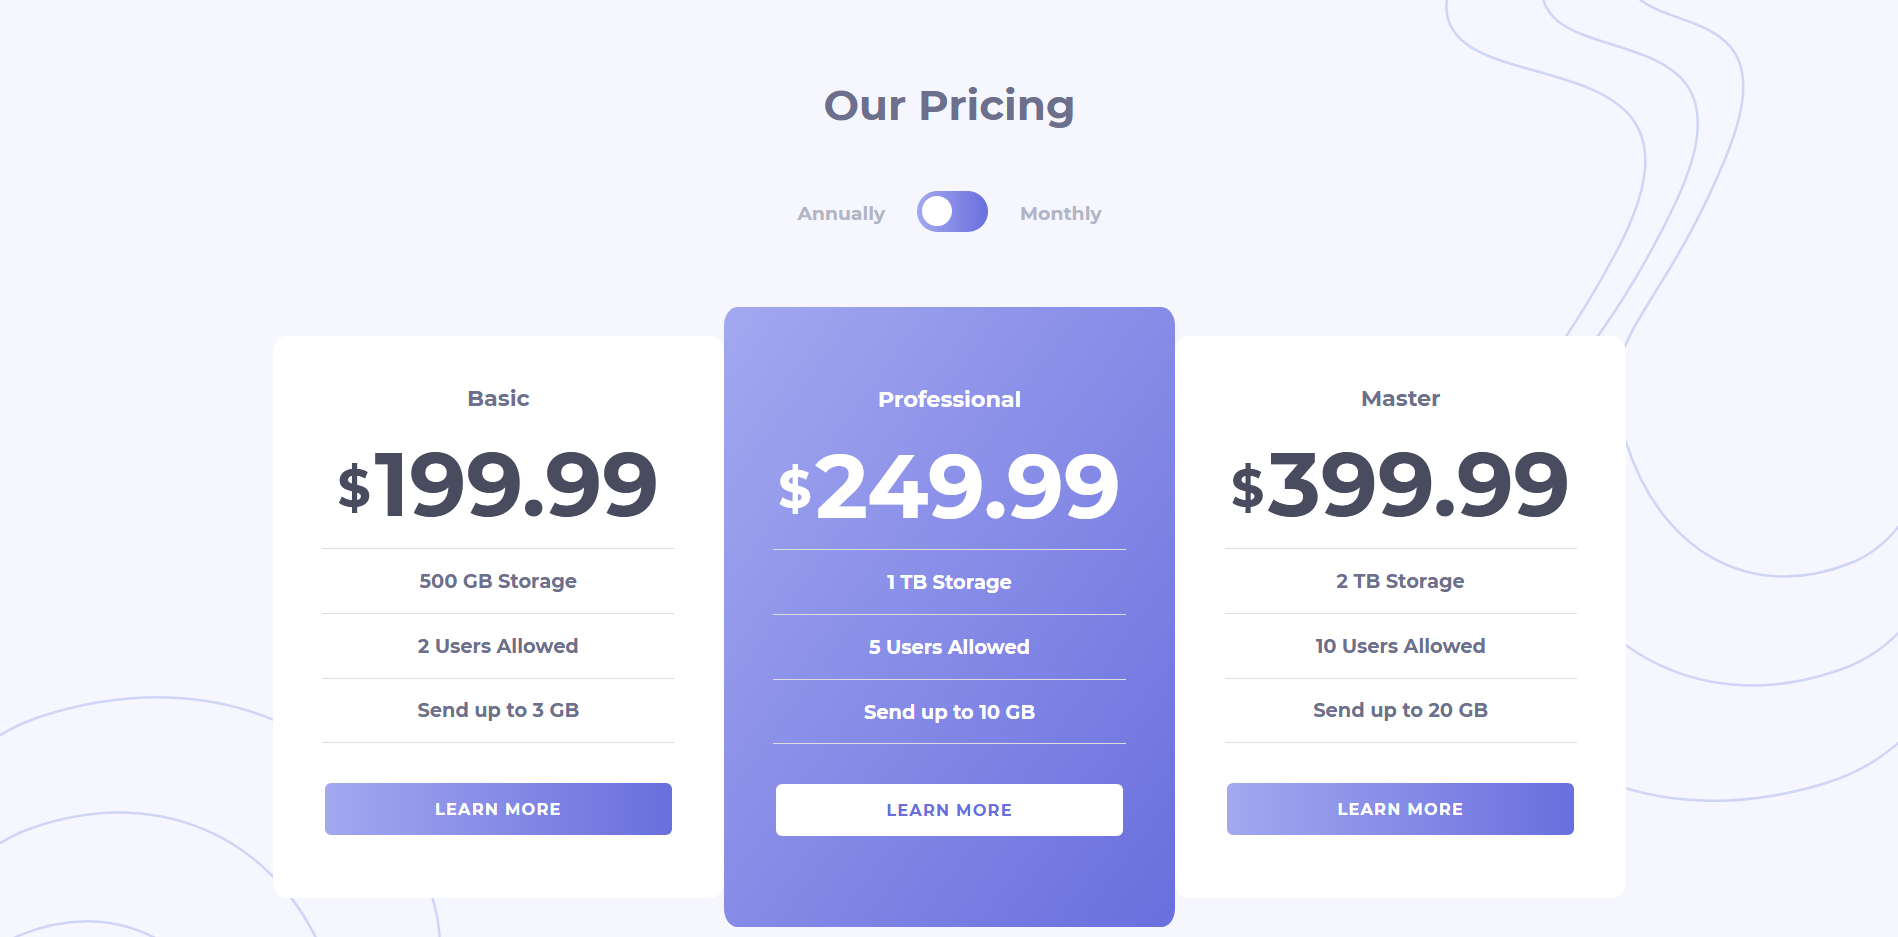 Our Pricing
Annually Monthly
Basic
$199.99
500 GB Storage
2 Users Allowed
Send up to 3 GB
LEARN MORE
Professional
$249.99
1 TB Storage
5 Users Allowed
Send up to 10 GB
LEARN MORE
Master
$399.99
2 TB Storage
10 Users Allowed
Send up to 20 GB
LEARN MORE